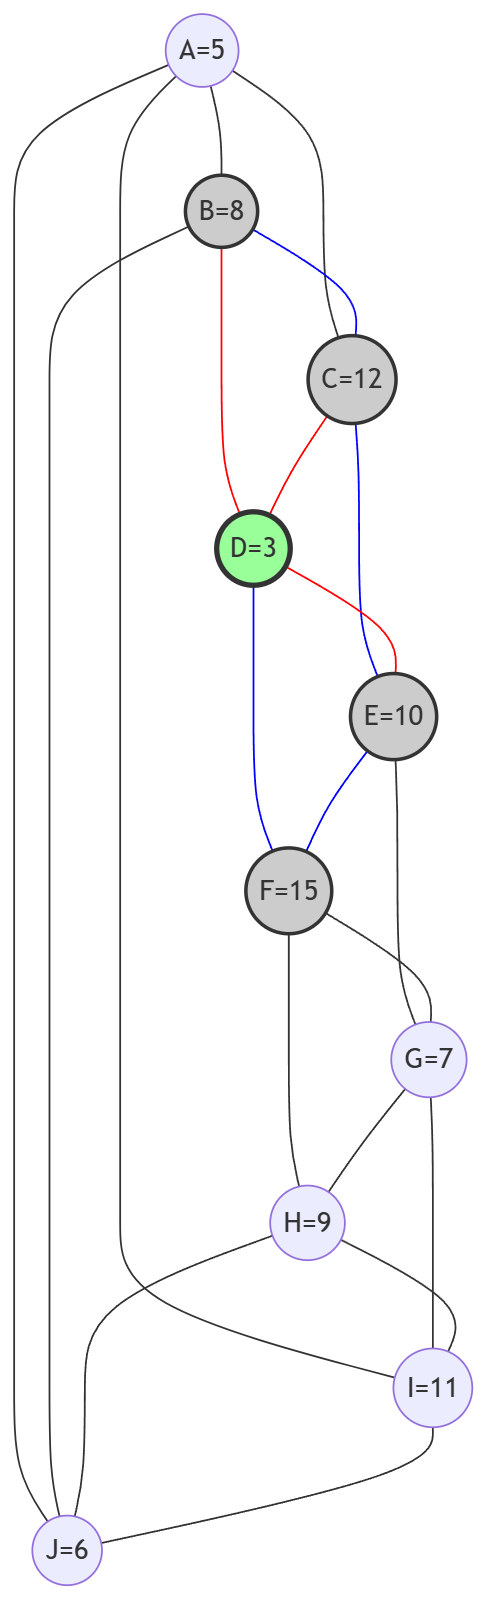 A=5
B=8
C=12
D=3
E=10
F=15
G=7
H=9
I=11
J=6